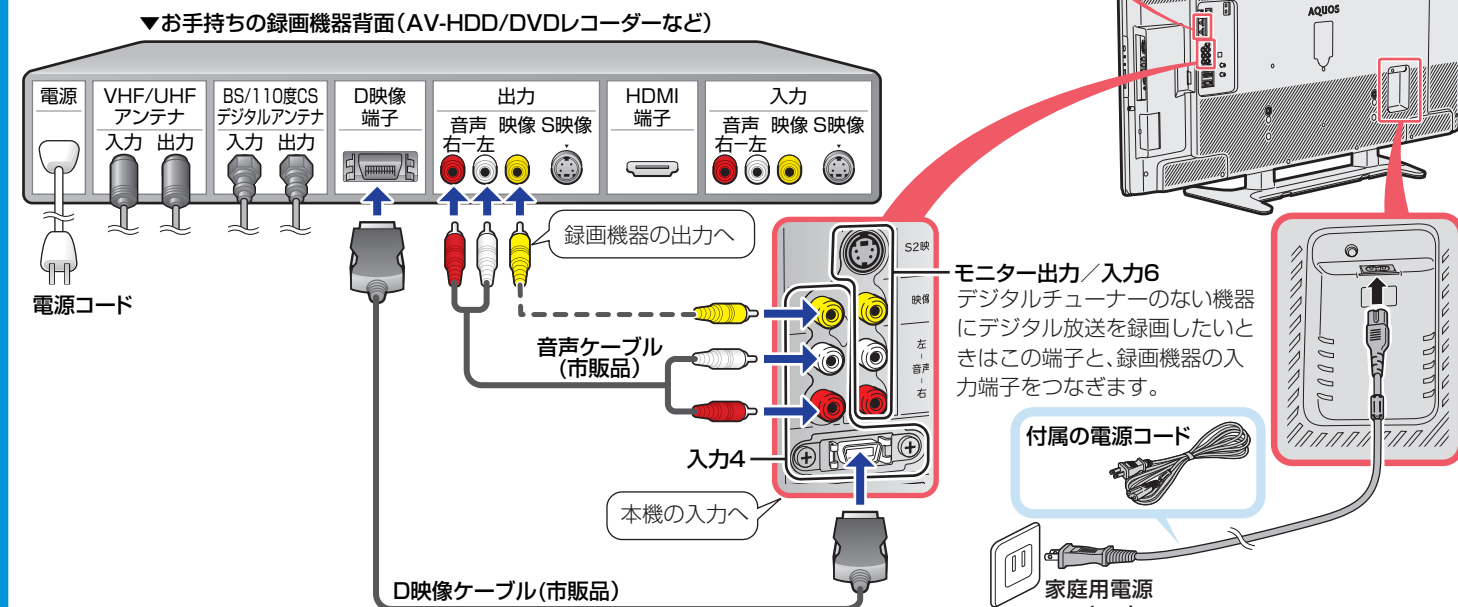 ▼お手持ちの録画機器背面(AV-HDD/DVDレコーダーなど)
AQUOS
電源
VHF/UHF
アンテナ
入力 出力
BS/110度CS
デジタルアンテナ
入力 出力
D映像
端子
出力
音声 映像 S映像
右ー左
HDMI
端子
入力
音声 映像 S映像
右ー左
電源コード
録画機器の出力へ
S2映
映像
左
音声
右
モニター出力/入力6
デジタルチューナーのない機器
にデジタル放送を録画したいと
きはこの端子と、録画機器の入
力端子をつなぎます。
音声ケーブル
(市販品)
入力4
本機の入力へ
付属の電源コード
D映像ケーブル(市販品)
家庭用電源